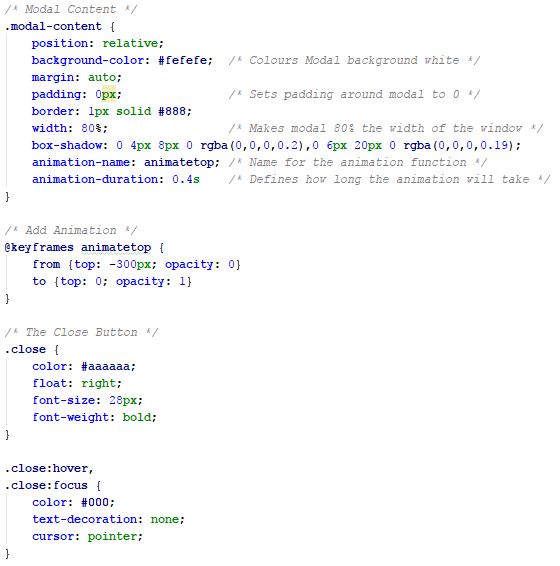 /* Modal Content */
.modal-content {
    position: relative;
    background-color: #fefefe;  /* Colours Modal background white */
    margin: auto;
    padding: 0px;               /* Sets padding around modal to 0 */
    border: 1px solid #888;
    width: 80%;                 /* Makes modal 80% the width of the window */
    box-shadow: 0 4px 8px 0 rgba(0,0,0,0.2),0 6px 20px 0 rgba(0,0,0,0.19);
    animation-name: animatetop; /* Name for the animation function */
    animation-duration: 0.4s    /* Defines how long the animation will take */
}

/* Add Animation */
@keyframes animatetop {
    from {top: -300px; opacity: 0}
    to {top: 0; opacity: 1}
}

/* The Close Button */
.close {
    color: #aaaaaa;
    float: right;
    font-size: 28px;
    font-weight: bold;
}

.close:hover,
.close:focus {
    color: #000;
    text-decoration: none;
    cursor: pointer;
}